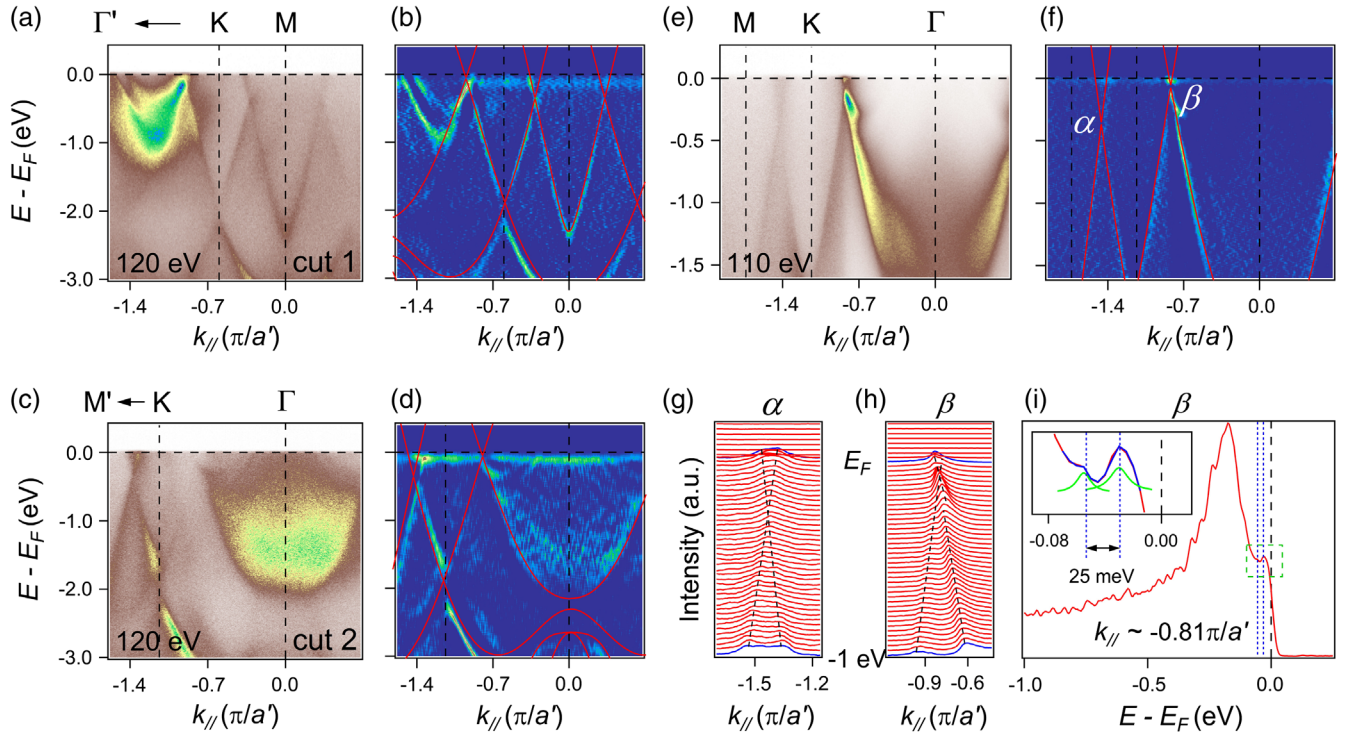 (a) Γ' ← K M
0.0
-1.0
-2.0
-3.0
E - E_F (eV)
120 eV cut 1
-1.4 -0.7 0.0
k_// (π/a')
(b)
-1.4 -0.7 0.0
k_// (π/a')
(e) M K Γ
0.0
-0.5
-1.0
-1.5
110 eV
-1.4 -0.7 0.0
k_// (π/a')
(f)
α β
-1.4 -0.7 0.0
k_// (π/a')
(c) M' ← K Γ
0.0
-1.0
-2.0
-3.0
E - E_F (eV)
120 eV cut 2
-1.4 -0.7 0.0
k_// (π/a')
(d)
-1.4 -0.7 0.0
k_// (π/a')
(g) α
Intensity (a.u.)
E_F
-1 eV
-1.5 -1.2
k_// (π/a')
(h) β
-0.9 -0.6
k_// (π/a')
(i) β
-0.08 0.00
25 meV
k_// ~ -0.81π/a'
-1.0 -0.5 0.0
E - E_F (eV)